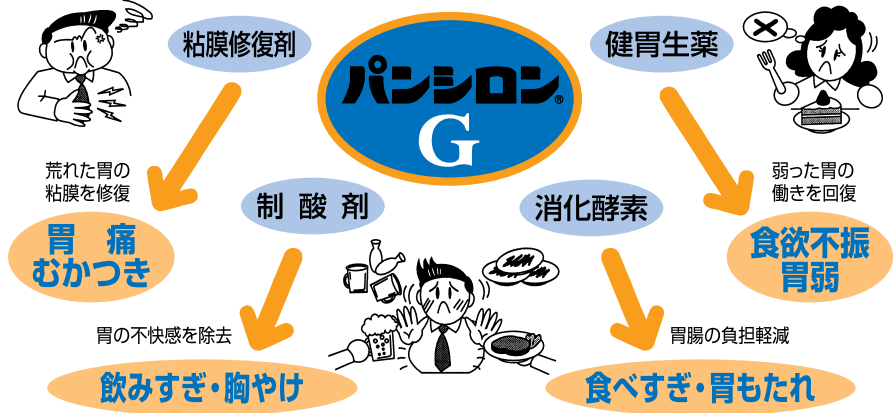 粘膜修復剤
パンシロン®
G
健胃生薬
荒れた胃の
粘膜を修復
胃 痛
むかつき
制 酸 剤
消化酵素
弱った胃の
働きを回復
食欲不振
胃弱
胃の不快感を除去
飲みすぎ・胸やけ
胃腸の負担軽減
食べすぎ・胃もたれ